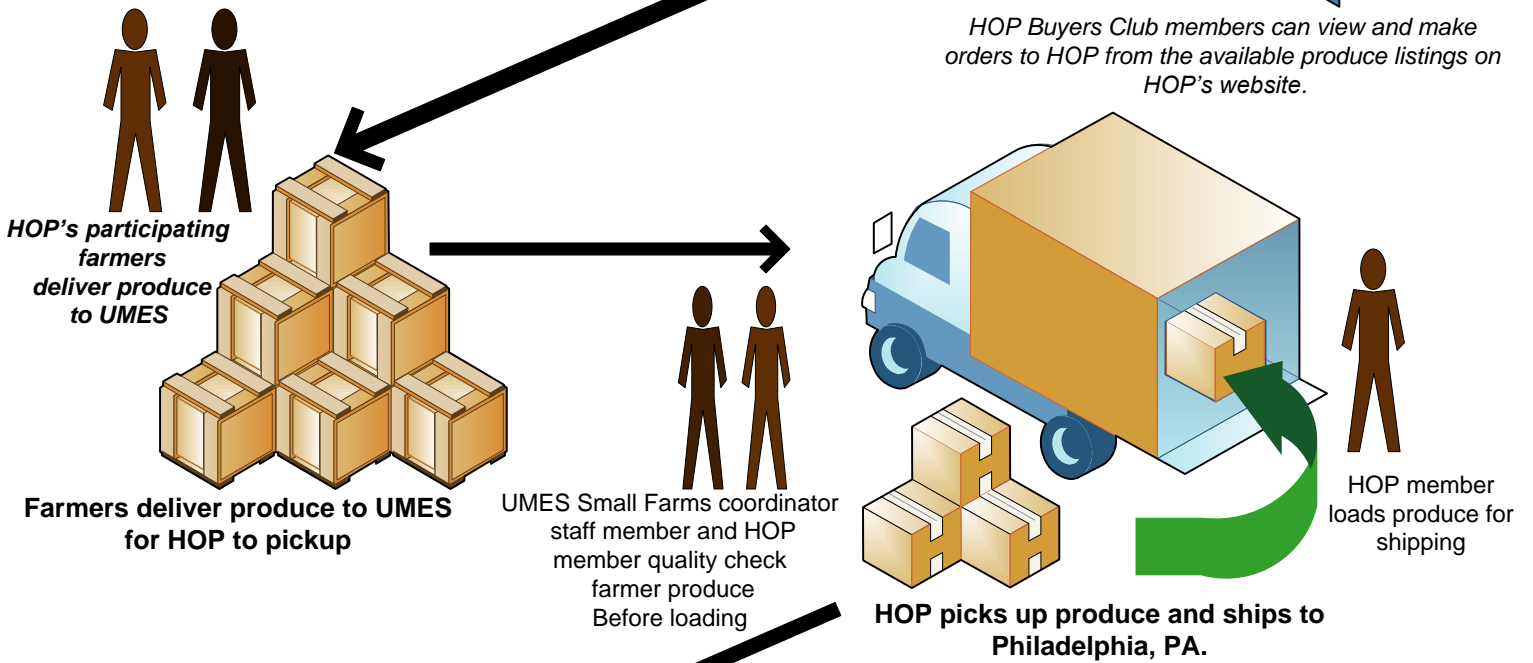 HOP Buyers Club members can view and make
orders to HOP from the available produce listings on
HOP's website.
HOP's participating
farmers
deliver produce
to UMES
Farmers deliver produce to UMES
for HOP to pickup
UMES Small Farms coordinator
staff member and HOP
member quality check
farmer produce
Before loading
HOP member
loads produce for
shipping
HOP picks up produce and ships to
Philadelphia, PA.